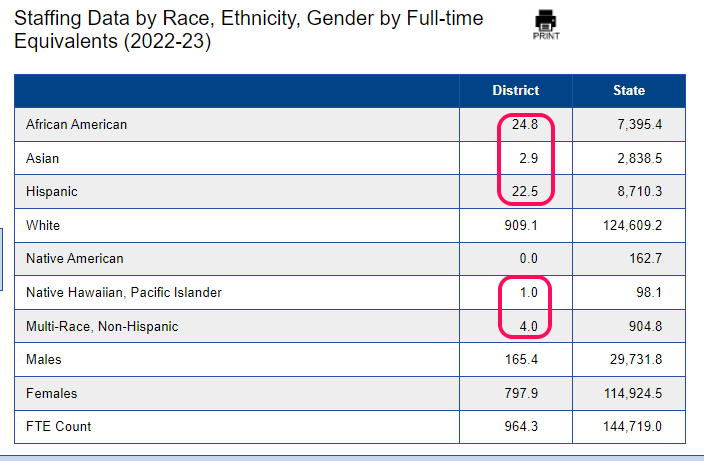 Staffing Data by Race, Ethnicity, Gender by Full-time
Equivalents (2022-23)
PRINT
District State
African American 24.8 7,395.4
Asian 2.9 2,838.5
Hispanic 22.5 8,710.3
White 909.1 124,609.2
Native American 0.0 162.7
Native Hawaiian, Pacific Islander 1.0 98.1
Multi-Race, Non-Hispanic 4.0 904.8
Males 165.4 29,731.8
Females 797.9 114,924.5
FTE Count 964.3 144,719.0